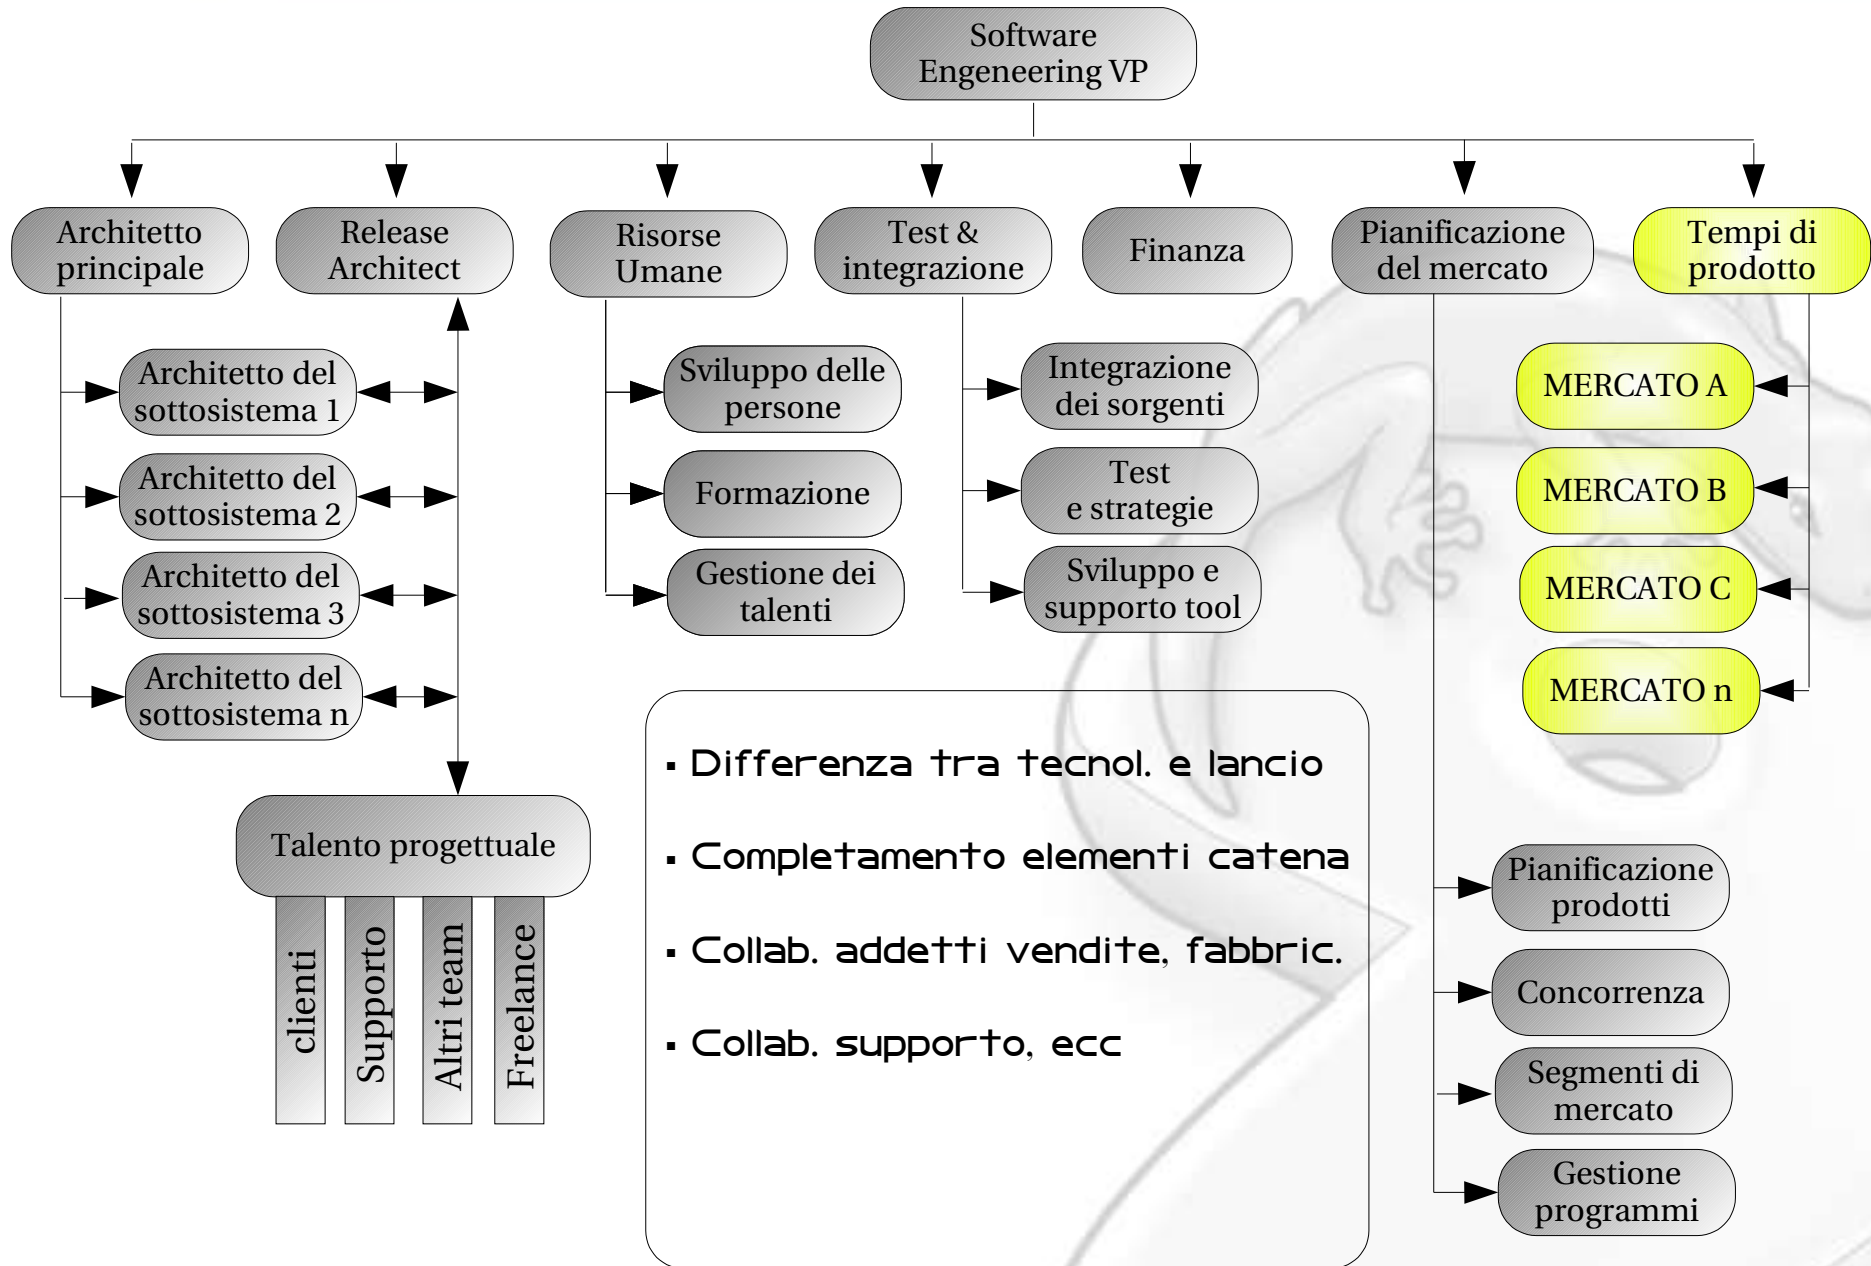 Software
Engeneering VP
Architetto
principale
Release
Architect
Risorse
Umane
Test &
integrazione
Finanza
Pianificazione
del mercato
Tempi di
prodotto
Architetto del
sottosistema 1
Architetto del
sottosistema 2
Architetto del
sottosistema 3
Architetto del
sottosistema n
Talento progettuale
clienti
Supporto
Altri team
Freelance
Sviluppo delle
persone
Formazione
Gestione dei
talenti
Integrazione
dei sorgenti
Test
e strategie
Sviluppo e
supporto tool
MERCATO A
MERCATO B
MERCATO C
MERCATO n
▪ Differenza tra tecnol. e lancio
▪ Completamento elementi catena
▪ Collab. addetti vendite, fabbric.
▪ Collab. supporto, ecc
Pianificazione
prodotti
Concorrenza
Segmenti di
mercato
Gestione
programmi